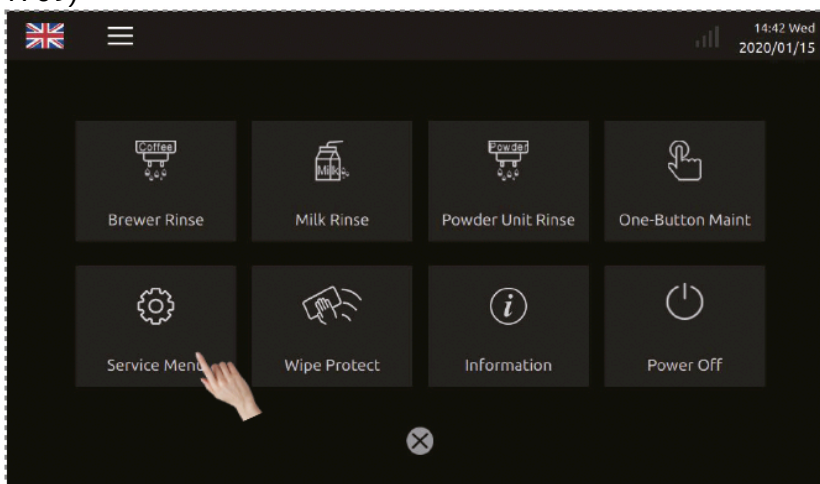 14:42 Wed
2020/01/15
Coffee
Milk
Powder
Brewer Rinse
Milk Rinse
Powder Unit Rinse
One-Button Maint
i
Service Menu
Wipe Protect
Information
Power Off